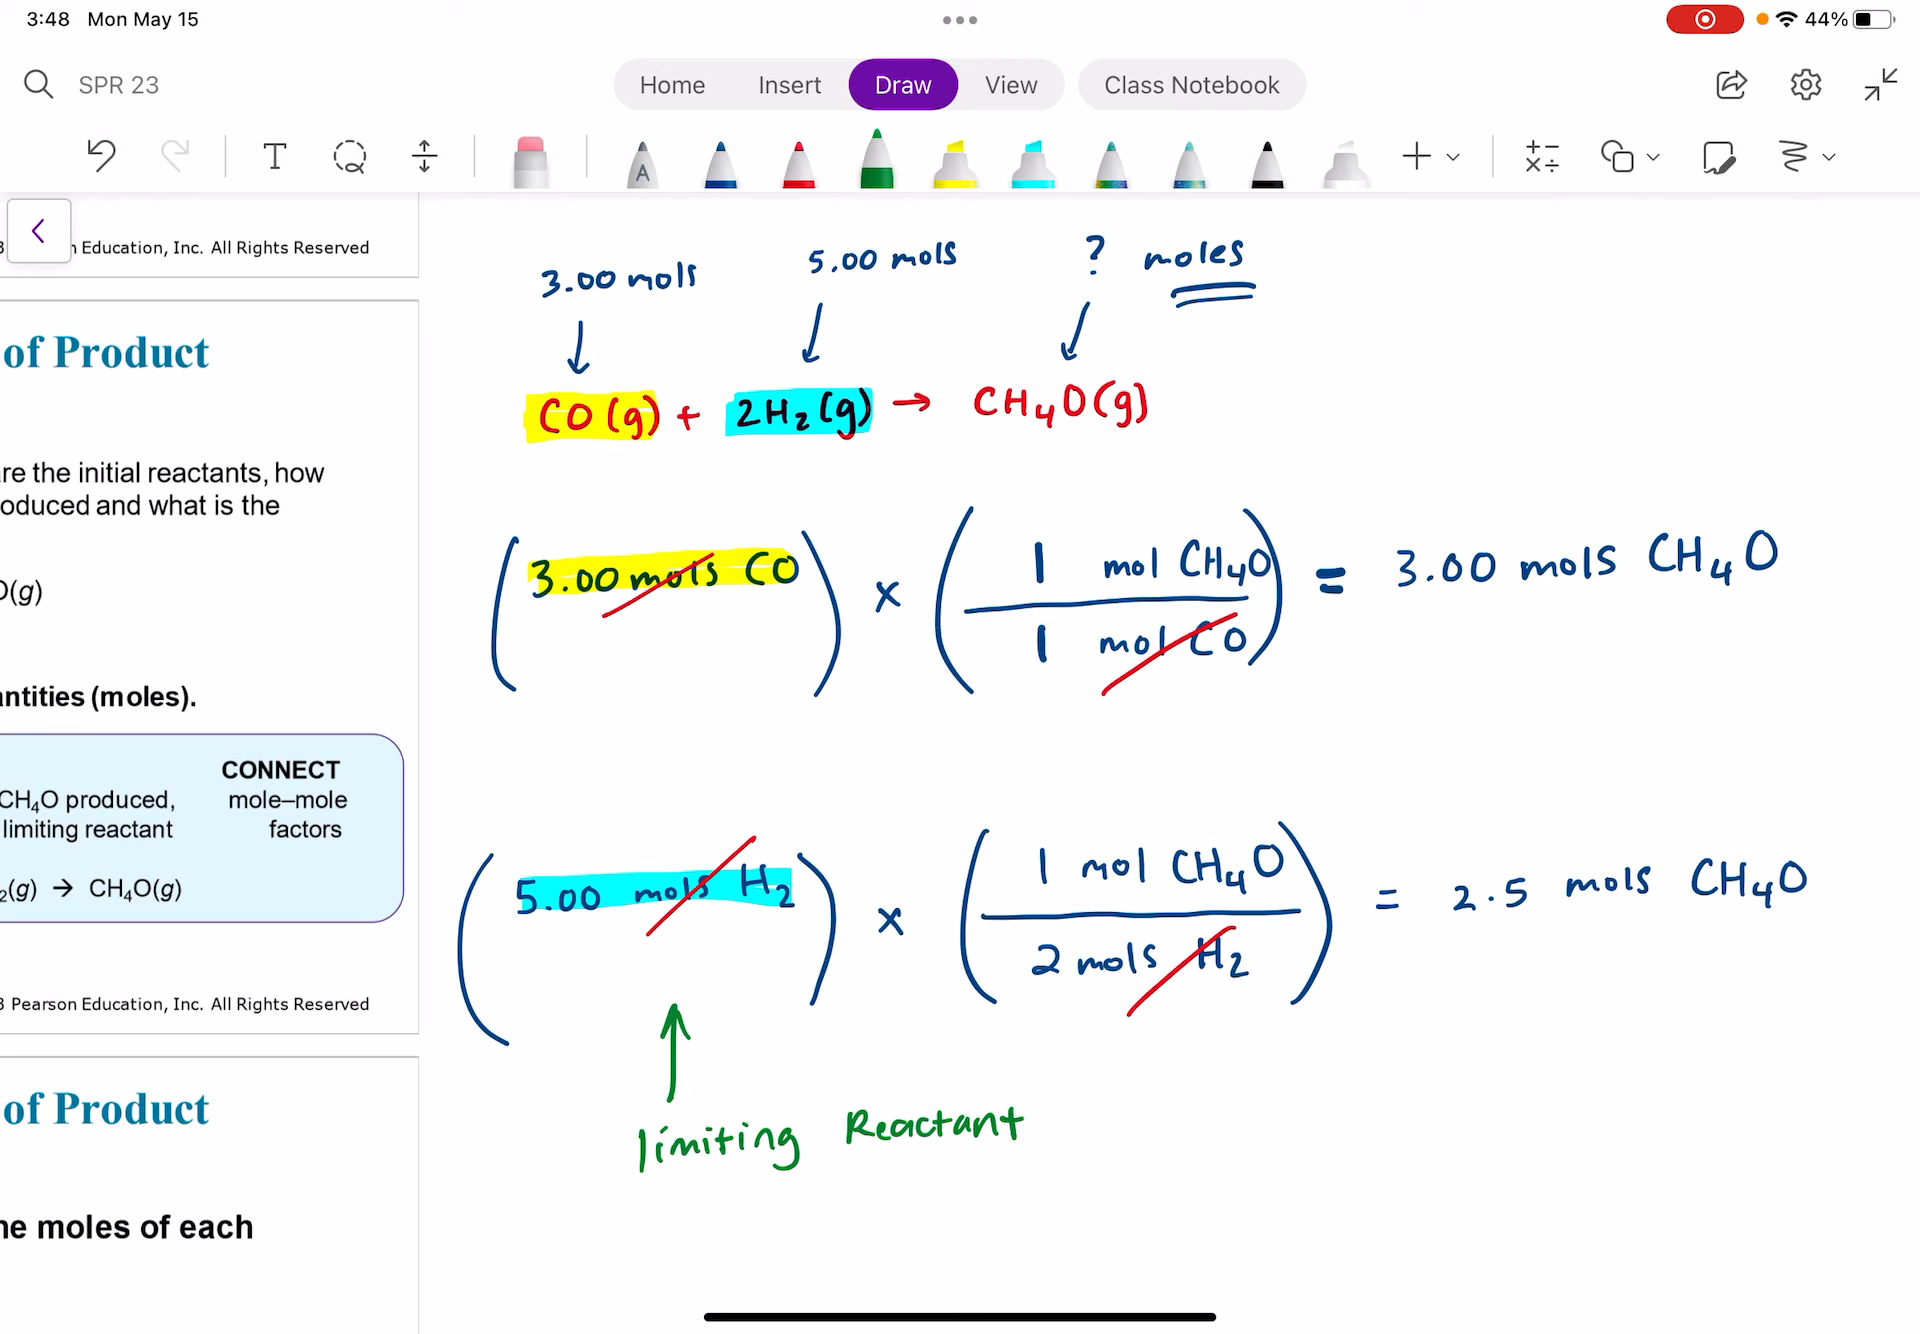 3:48 Mon May 15
44%
SPR 23
Home Insert Draw View Class Notebook
T
A
Education, Inc. All Rights Reserved
of Product
re the initial reactants, how
oduced and what is the
O(g)
antities (moles).
CONNECT
CH₄O produced, mole–mole
limiting reactant factors
₂(g) → CH₄O(g)
3 Pearson Education, Inc. All Rights Reserved
of Product
he moles of each
3.00 mols 5.00 mols ? moles
CO(g) + 2H₂(g) → CH₄O(g)
(3.00 mols CO) × (1 mol CH₄O / 1 mol CO) = 3.00 mols CH₄O
(5.00 mols H₂) × (1 mol CH₄O / 2 mols H₂) = 2.5 mols CH₄O
limiting Reactant